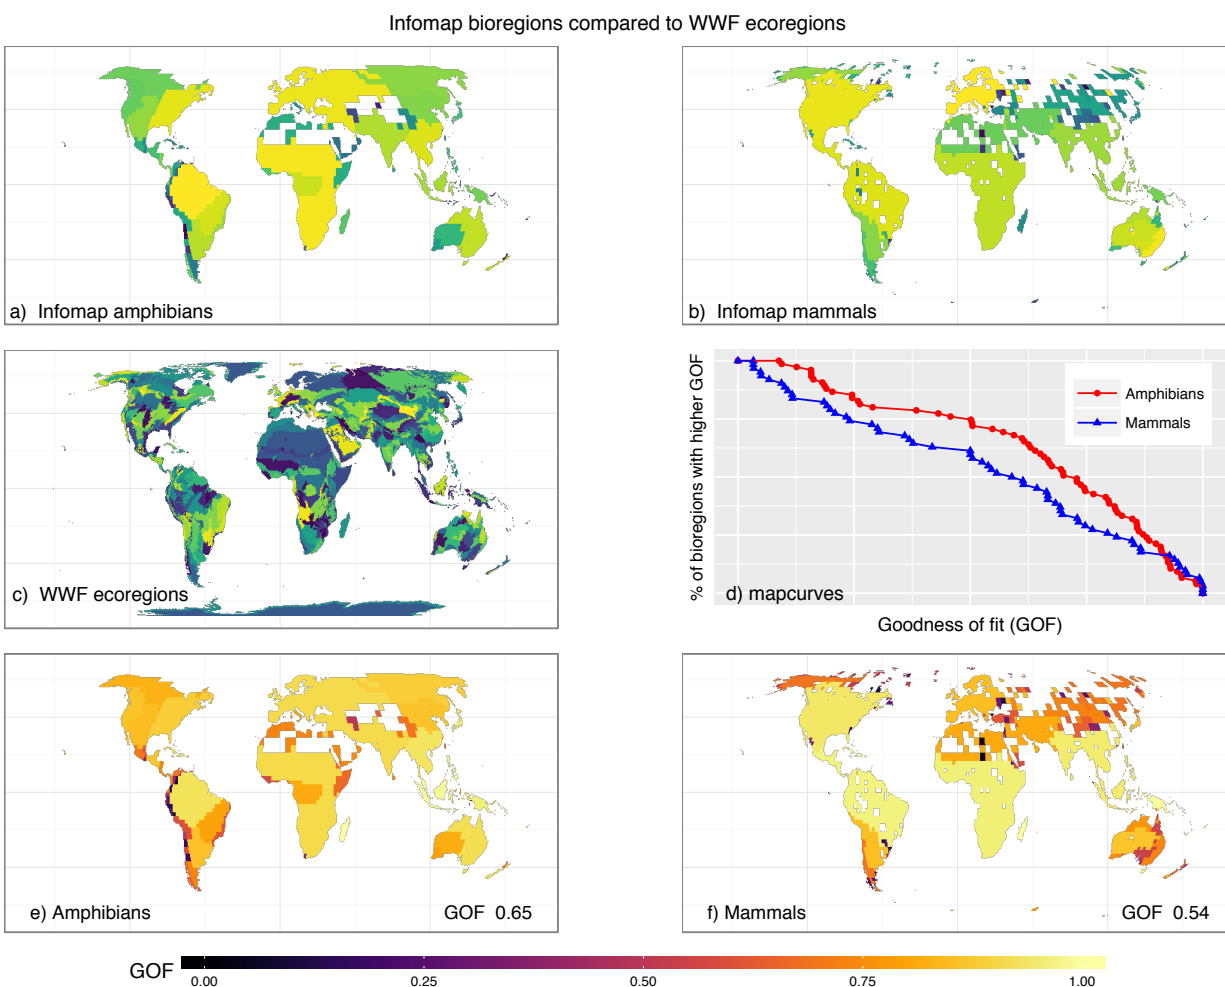 Infomap bioregions compared to WWF ecoregions
a) Infomap amphibians
b) Infomap mammals
c) WWF ecoregions
% of bioregions with higher GOF
Amphibians
Mammals
d) mapcurves
Goodness of fit (GOF)
e) Amphibians
GOF 0.65
f) Mammals
GOF 0.54
GOF
0.00 0.25 0.50 0.75 1.00